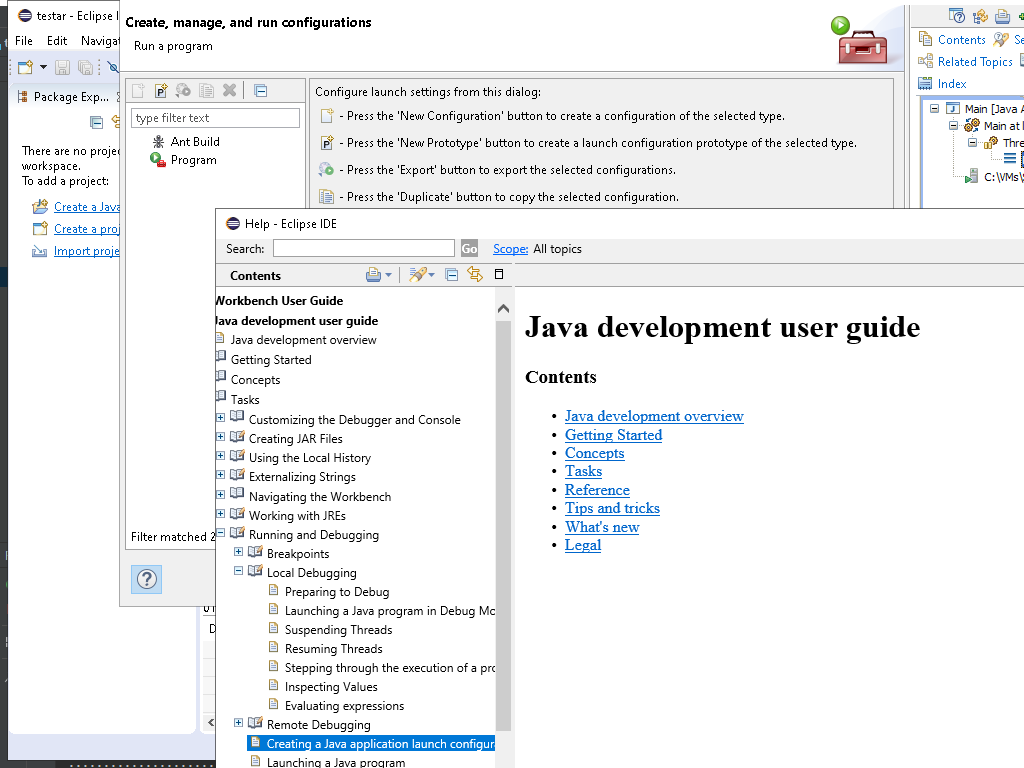 testar - Eclipse I
File Edit Navigat
Package Exp...
There are no projec
workspace.
To add a project:
Create a Java
Create a proj
Import proje
Create, manage, and run configurations
Run a program
type filter text
Ant Build
Program
Filter matched 2
Configure launch settings from this dialog:
- Press the 'New Configuration' button to create a configuration of the selected type.
- Press the 'New Prototype' button to create a launch configuration prototype of the selected type.
- Press the 'Export' button to export the selected configurations.
- Press the 'Duplicate' button to copy the selected configuration.
Contents Se
Related Topics
Index
Main [Java A
Main at l
Thre
C:\VMs\
Help - Eclipse IDE
Search: Go Scope: All topics
Contents
Workbench User Guide
Java development user guide
Java development overview
Getting Started
Concepts
Tasks
Customizing the Debugger and Console
Creating JAR Files
Using the Local History
Externalizing Strings
Navigating the Workbench
Working with JREs
Running and Debugging
Breakpoints
Local Debugging
Preparing to Debug
Launching a Java program in Debug Mo
Suspending Threads
Resuming Threads
Stepping through the execution of a pro
Inspecting Values
Evaluating expressions
Remote Debugging
Creating a Java application launch configura
Launching a Java program
Java development user guide
Contents
• Java development overview
• Getting Started
• Concepts
• Tasks
• Reference
• Tips and tricks
• What's new
• Legal